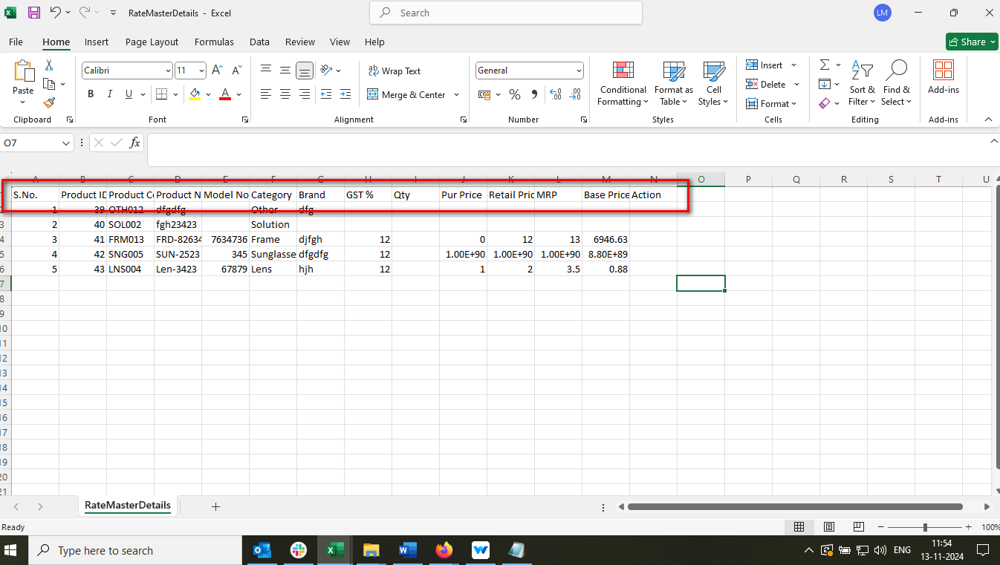 RateMasterDetails - Excel
Search
LM
File Home Insert Page Layout Formulas Data Review View Help
Share
Paste
Clipboard
Calibri 11
B I U A
Font
Wrap Text
Merge & Center
Alignment
General
% 9 .00 .00
Number
Conditional Formatting
Format as Table
Cell Styles
Styles
Insert
Delete
Format
Cells
Sort & Filter
Find & Select
Editing
Add-ins
Add-ins
O7
fx
A B C D E F G H I J K L M N O P Q R S T U
S.No. Product ID Product Co Product N Model No Category Brand GST % Qty Pur Price Retail Pric MRP Base Price Action
1 39 OTH012 dfgdfg Other dfg
3 2 40 SOL002 fgh23423 Solution
4 3 41 FRM013 FRD-82634 7634736 Frame djfgh 12 0 12 13 6946.63
5 4 42 SNG005 SUN-2523 345 Sunglasse dfgdfg 12 1.00E+90 1.00E+90 1.00E+90 8.80E+89
6 5 43 LNS004 Len-3423 67879 Lens hjh 12 1 2 3.5 0.88
7
8
9
10
11
12
13
14
15
16
17
18
19
20
21
RateMasterDetails
Ready
100%
Type here to search
ENG
11:54
13-11-2024